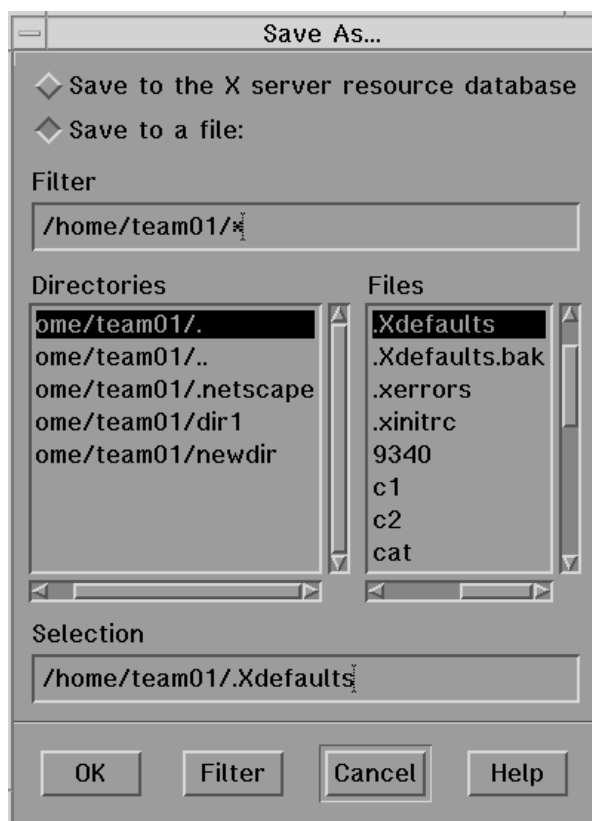 Save As...
Save to the X server resource database
Save to a file:
Filter
/home/team01/*
Directories
ome/team01/.
ome/team01/..
ome/team01/.netscape
ome/team01/dir1
ome/team01/newdir
Files
.Xdefaults
.Xdefaults.bak
.xerrors
.xinitrc
9340
c1
c2
cat
Selection
/home/team01/.Xdefaults
OK
Filter
Cancel
Help